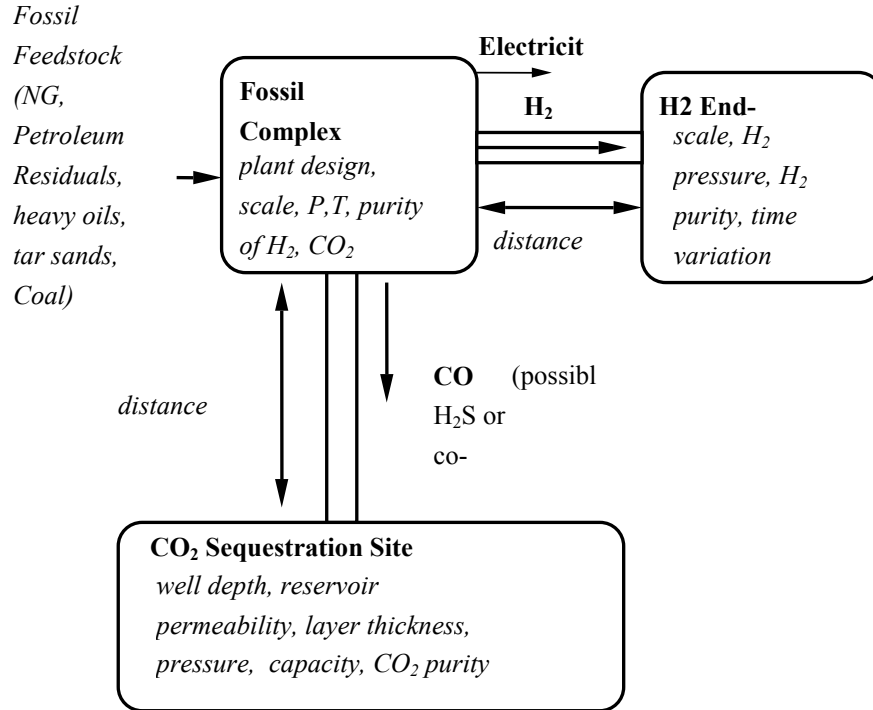 Fossil
Feedstock
(NG,
Petroleum
Residuals,
heavy oils,
tar sands,
Coal)
Fossil
Complex
plant design,
scale, P,T, purity
of H₂, CO₂
Electricit
H₂
distance
H2 End-
scale, H₂
pressure, H₂
purity, time
variation
distance
CO (possibl
H₂S or
co-
CO₂ Sequestration Site
well depth, reservoir
permeability, layer thickness,
pressure, capacity, CO₂ purity